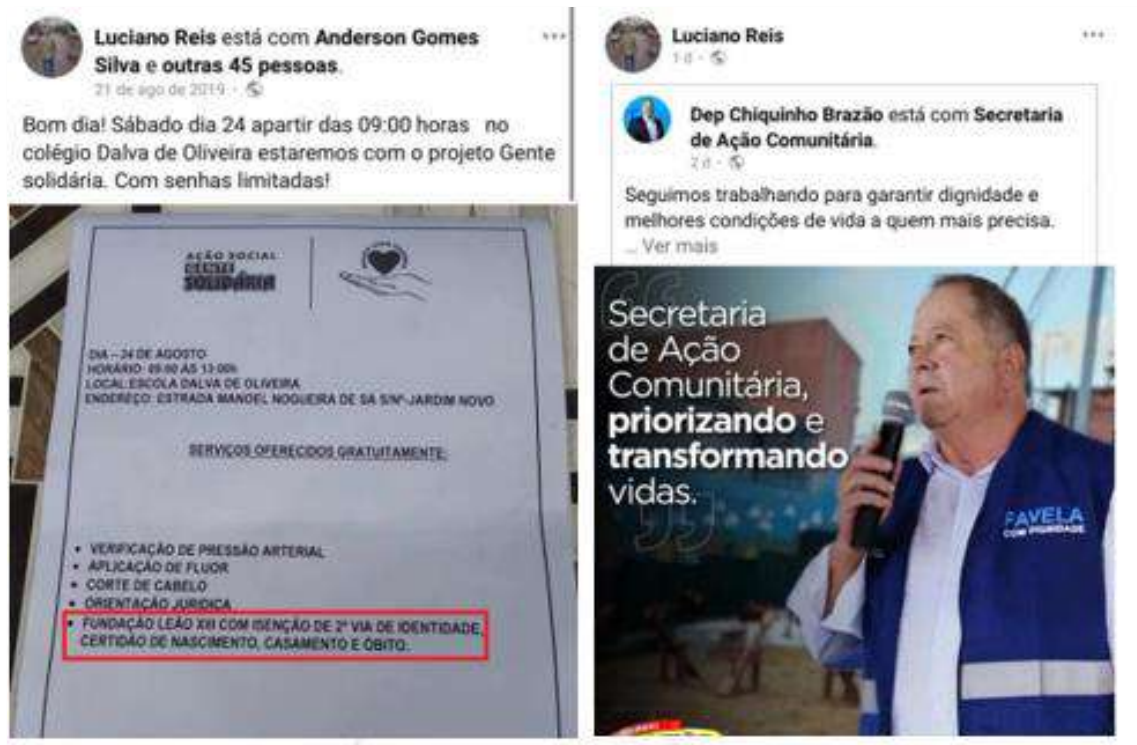 Luciano Reis está com Anderson Gomes
Silva e outras 45 pessoas.
21 de ago de 2019
Bom dia! Sábado dia 24 apartir das 09:00 horas no
colégio Dalva de Oliveira estaremos com o projeto Gente
solidária. Com senhas limitadas!
AÇÃO SOCIAL
GENTE
SOLIDÁRIA
DIA – 24 DE AGOSTO
HORÁRIO: 09:00 ÀS 13:00h
LOCAL: ESCOLA DALVA DE OLIVEIRA
ENDEREÇO: ESTRADA MANOEL NOGUEIRA DE SA S/Nº-JARDIM NOVO
SERVIÇOS OFERECIDOS GRATUITAMENTE:
• VERIFICAÇÃO DE PRESSÃO ARTERIAL
• APLICAÇÃO DE FLUOR
• CORTE DE CABELO
• ORIENTAÇÃO JURIDICA
• FUNDAÇÃO LEÃO XIII COM ISENÇÃO DE 2ª VIA DE IDENTIDADE,
CERTIDÃO DE NASCIMENTO, CASAMENTO E ÓBITO.
Luciano Reis
1 d
Dep Chiquinho Brazão está com Secretaria
de Ação Comunitária.
2 d
Seguimos trabalhando para garantir dignidade e
melhores condições de vida a quem mais precisa.
... Ver mais
Secretaria
de Ação
Comunitária,
priorizando e
transformando
vidas.
FAVELA
COM DIGNIDADE